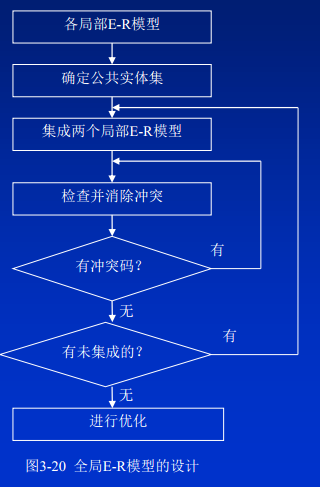 各局部E-R模型
确定公共实体集
集成两个局部E-R模型
检查并消除冲突
有冲突码？
有
无
有未集成的？
有
无
进行优化
图3-20 全局E-R模型的设计